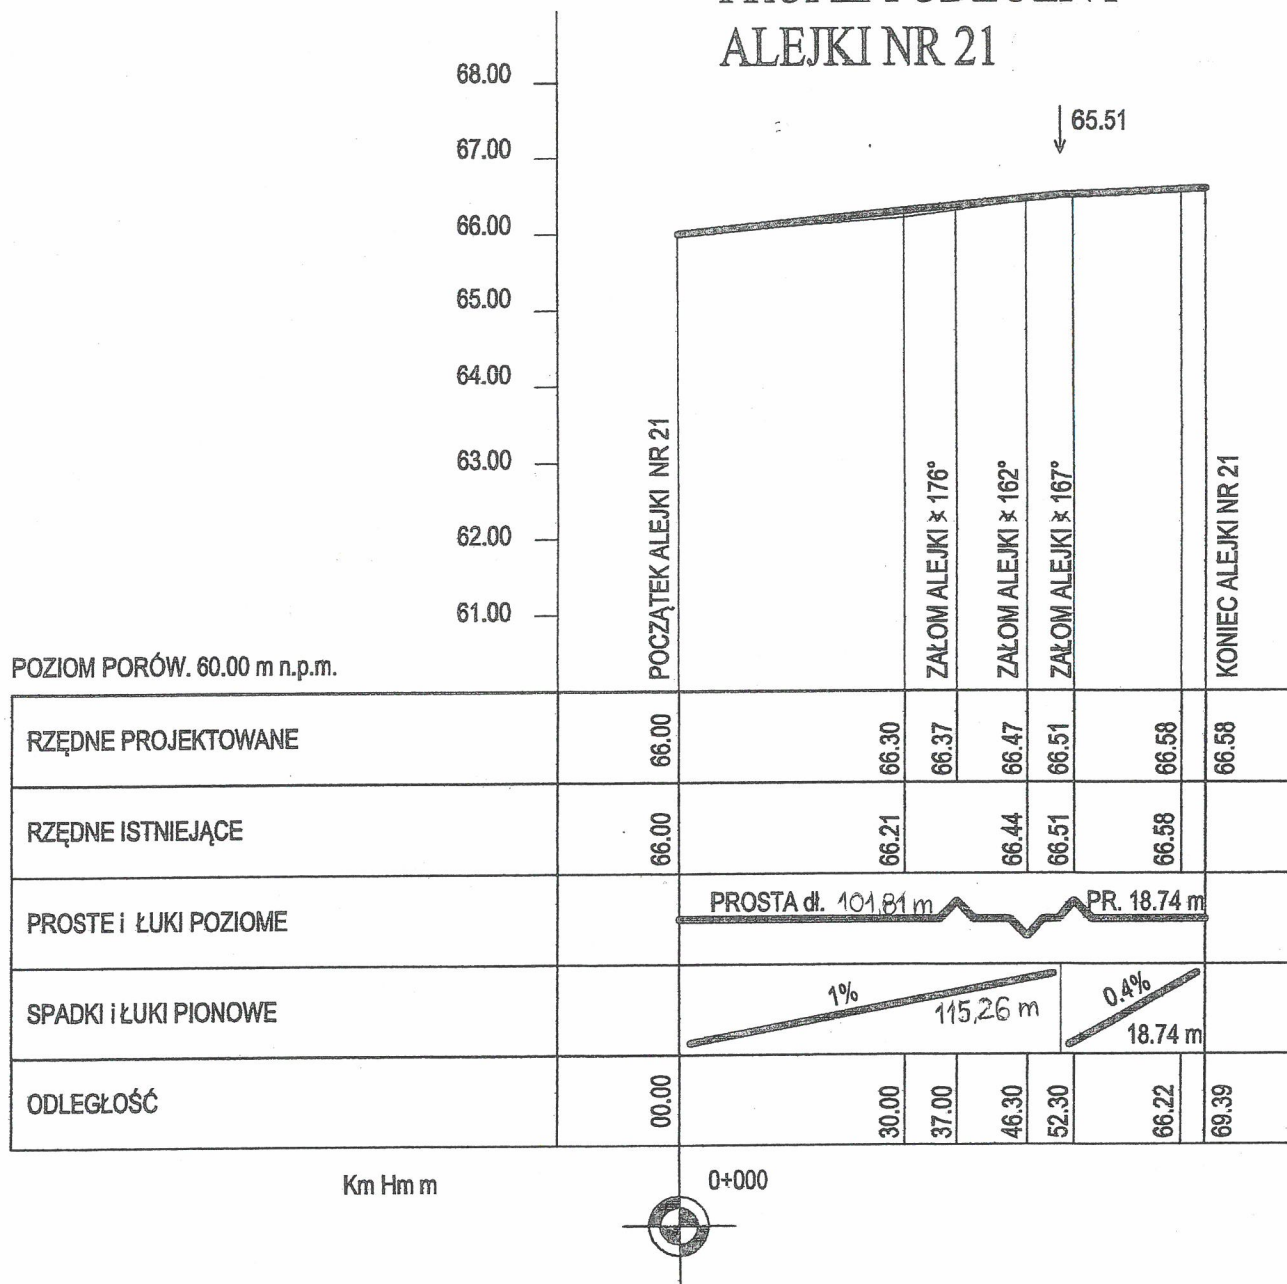 ALEJKI NR 21
68.00
67.00
66.00
65.00
64.00
63.00
62.00
61.00
65.51
POCZĄTEK ALEJKI NR 21
ZAŁOM ALEJKI ∢ 176°
ZAŁOM ALEJKI ∢ 162°
ZAŁOM ALEJKI ∢ 167°
KONIEC ALEJKI NR 21
POZIOM PORÓW. 60.00 m n.p.m.
RZĘDNE PROJEKTOWANE 66.00 66.30 66.37 66.47 66.51 66.58 66.58
RZĘDNE ISTNIEJĄCE 66.00 66.21 66.44 66.51 66.58
PROSTE i ŁUKI POZIOME PROSTA dł. 101,81 m PR. 18.74 m
SPADKI i ŁUKI PIONOWE 1% 115,26 m 0.4% 18.74 m
ODLEGŁOŚĆ 00.00 30.00 37.00 46.30 52.30 66.22 69.39
Km Hm m 0+000